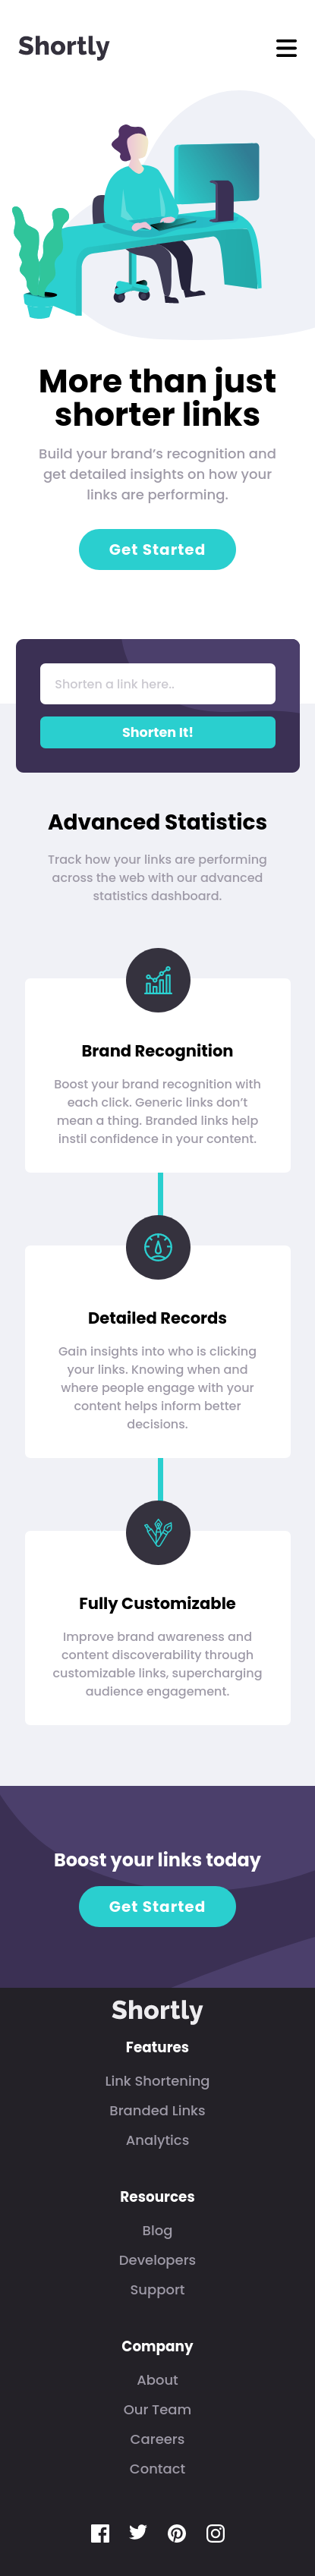 Shortly
More than just
shorter links
Build your brand’s recognition and
get detailed insights on how your
links are performing.
Get Started
Shorten a link here..
Shorten It!
Advanced Statistics
Track how your links are performing
across the web with our advanced
statistics dashboard.
Brand Recognition
Boost your brand recognition with
each click. Generic links don’t
mean a thing. Branded links help
instil confidence in your content.
Detailed Records
Gain insights into who is clicking
your links. Knowing when and
where people engage with your
content helps inform better
decisions.
Fully Customizable
Improve brand awareness and
content discoverability through
customizable links, supercharging
audience engagement.
Boost your links today
Get Started
Shortly
Features
Link Shortening
Branded Links
Analytics
Resources
Blog
Developers
Support
Company
About
Our Team
Careers
Contact